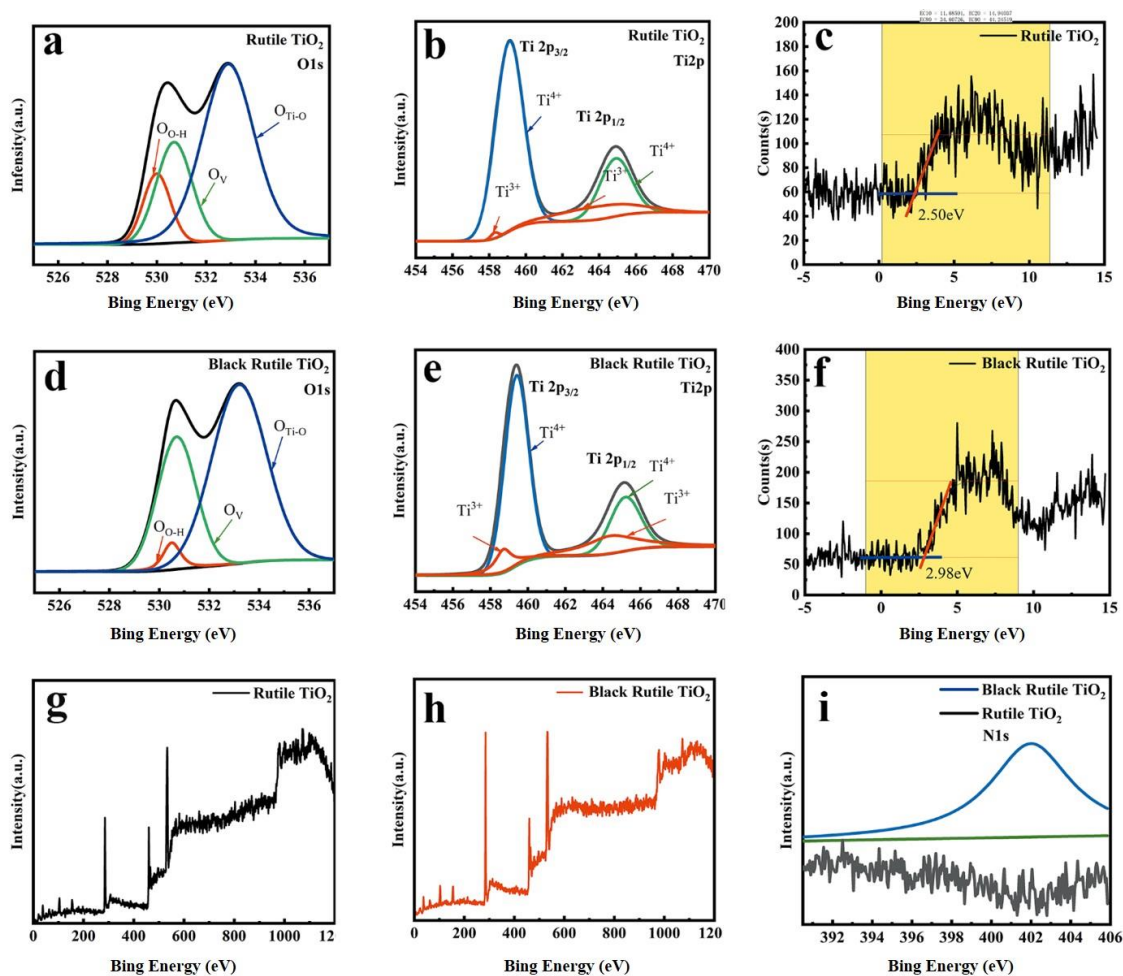 a
Rutile TiO₂
O1s
O_O-H
O_V
O_Ti-O
Infensity(a.u.)
526 528 530 532 534 536
Bing Energy (eV)
b
Rutile TiO₂
Ti2p
Ti 2p₃/₂
Ti⁴⁺
Ti 2p₁/₂
Ti³⁺
Ti³⁺
Ti⁴⁺
Intensity(a.u.)
454 456 458 460 462 464 466 468 470
Bing Energy (eV)
c
Rutile TiO₂
2.50eV
Counts(s)
200
180
160
140
120
100
80
60
40
20
0
-5 0 5 10 15
Bing Energy (eV)
d
Black Rutile TiO₂
O1s
O_Ti-O
O_V
O_O-H
Intensity(a.u.)
526 528 530 532 534 536
Bing Energy (eV)
e
Black Rutile TiO₂
Ti2p
Ti 2p₃/₂
Ti⁴⁺
Ti 2p₁/₂
Ti⁴⁺
Ti³⁺
Ti³⁺
Intensity(a.u.)
454 456 458 460 462 464 466 468 470
Bing Energy (eV)
f
Black Rutile TiO₂
2.98eV
Counts(s)
400
350
300
250
200
150
100
50
0
-5 0 5 10 15
Bing Energy (eV)
g
Rutile TiO₂
Intensity(a.u.)
0 200 400 600 800 1000 120
Bing Energy (eV)
h
Black Rutile TiO₂
Intensity(a.u.)
0 200 400 600 800 1000 120
Bing Energy (eV)
i
Black Rutile TiO₂
Rutile TiO₂
N1s
Intensity(a.u.)
392 394 396 398 400 402 404 406
Bing Energy (eV)